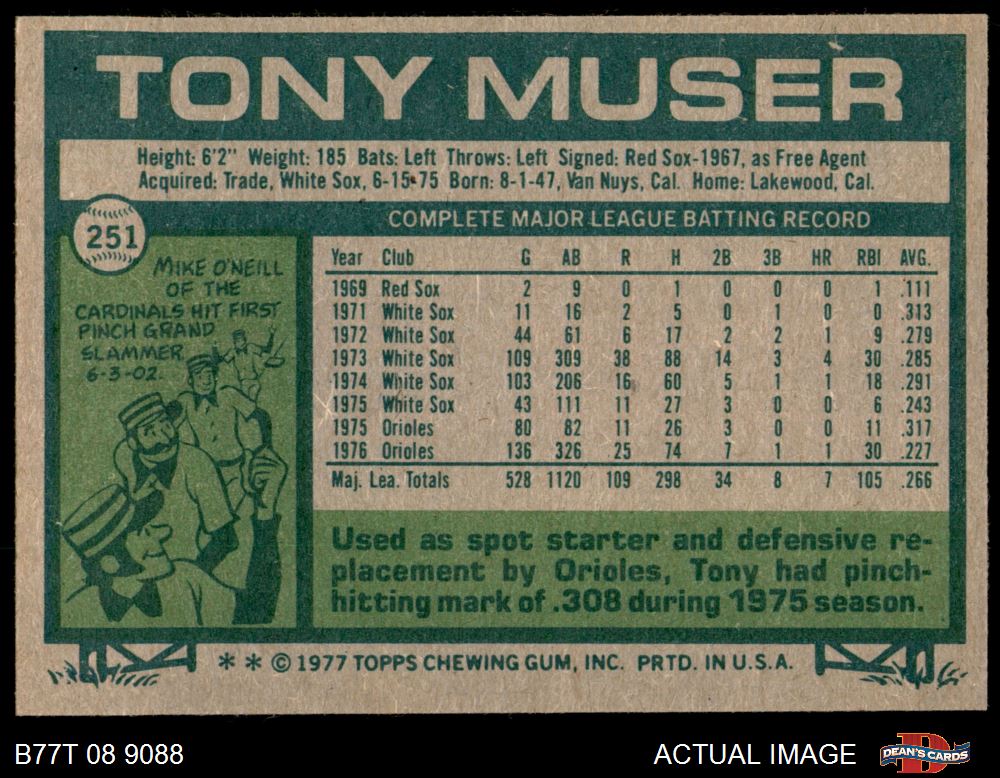 TONY MUSER
Height: 6'2" Weight: 185 Bats: Left Throws: Left Signed: Red Sox-1967, as Free Agent
Acquired: Trade, White Sox, 6-15-75 Born: 8-1-47, Van Nuys, Cal. Home: Lakewood, Cal.
251
MIKE O'NEILL
OF THE
CARDINALS HIT FIRST
PINCH GRAND
SLAMMER
6-3-02.
COMPLETE MAJOR LEAGUE BATTING RECORD
Year Club G AB R H 2B 3B HR RBI AVG.
1969 Red Sox 2 9 0 1 0 0 0 1 .111
1971 White Sox 11 16 2 5 0 1 0 0 .313
1972 White Sox 44 61 6 17 2 2 1 9 .279
1973 White Sox 109 309 38 88 14 3 4 30 .285
1974 White Sox 103 206 16 60 5 1 1 18 .291
1975 White Sox 43 111 11 27 3 0 0 6 .243
1975 Orioles 80 82 11 26 3 0 0 11 .317
1976 Orioles 136 326 25 74 7 1 1 30 .227
Maj. Lea. Totals 528 1120 109 298 34 8 7 105 .266
Used as spot starter and defensive re-
placement by Orioles, Tony had pinch-
hitting mark of .308 during 1975 season.
* * © 1977 TOPPS CHEWING GUM, INC. PRTD. IN U.S.A.
B77T 08 9088 ACTUAL IMAGE DEAN'S CARDS